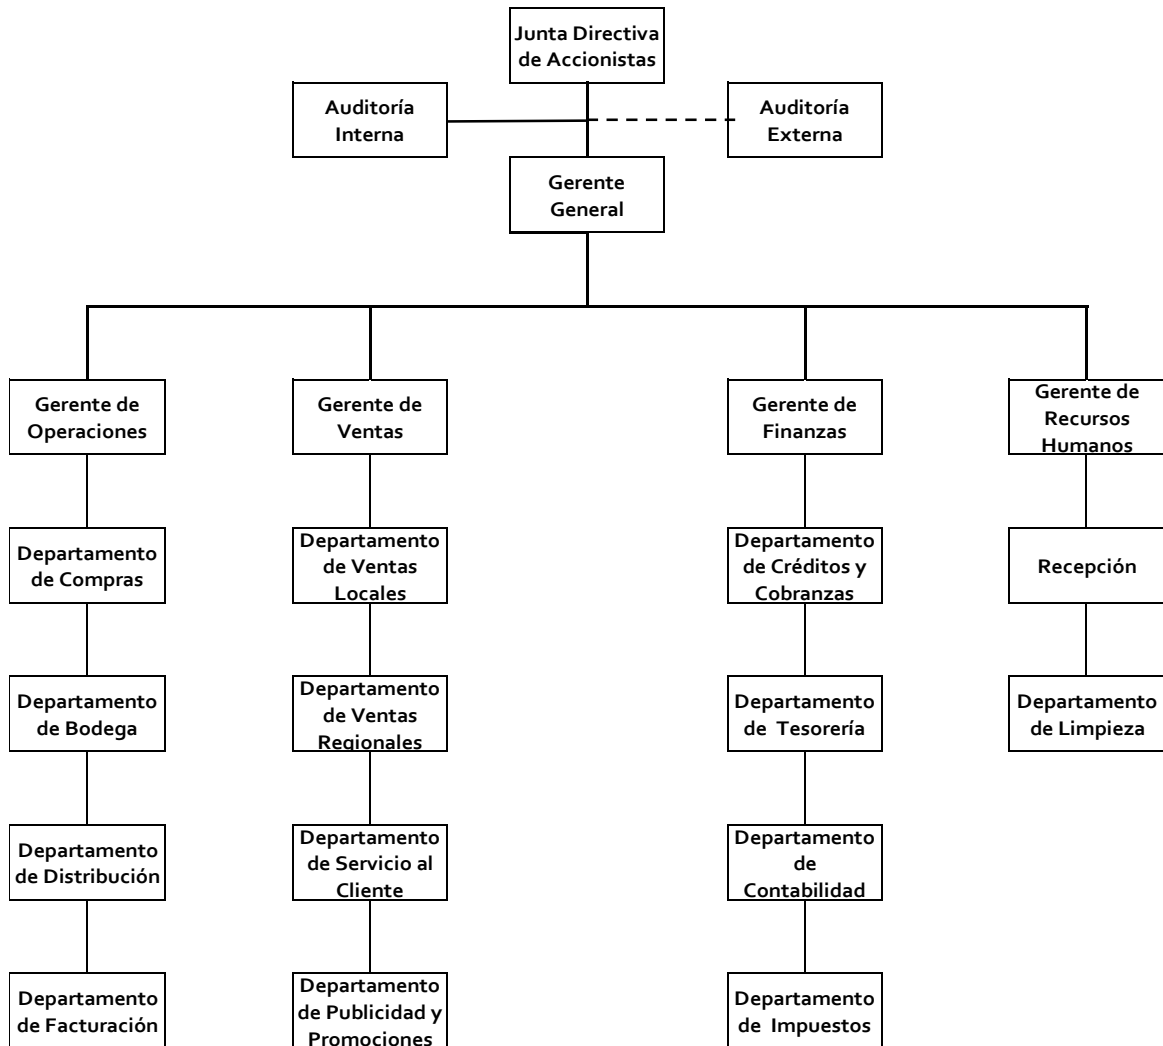 Junta Directiva
de Accionistas
Auditoría
Interna
Auditoría
Externa
Gerente
General
Gerente de
Operaciones
Gerente de
Ventas
Gerente de
Finanzas
Gerente de
Recursos
Humanos
Departamento
de Compras
Departamento
de Ventas
Locales
Departamento
de Créditos y
Cobranzas
Recepción
Departamento
de Bodega
Departamento
de Ventas
Regionales
Departamento
de Tesorería
Departamento
de Limpieza
Departamento
de Distribución
Departamento
de Servicio al
Cliente
Departamento
de
Contabilidad
Departamento
de Facturación
Departamento
de Publicidad y
Promociones
Departamento
de Impuestos